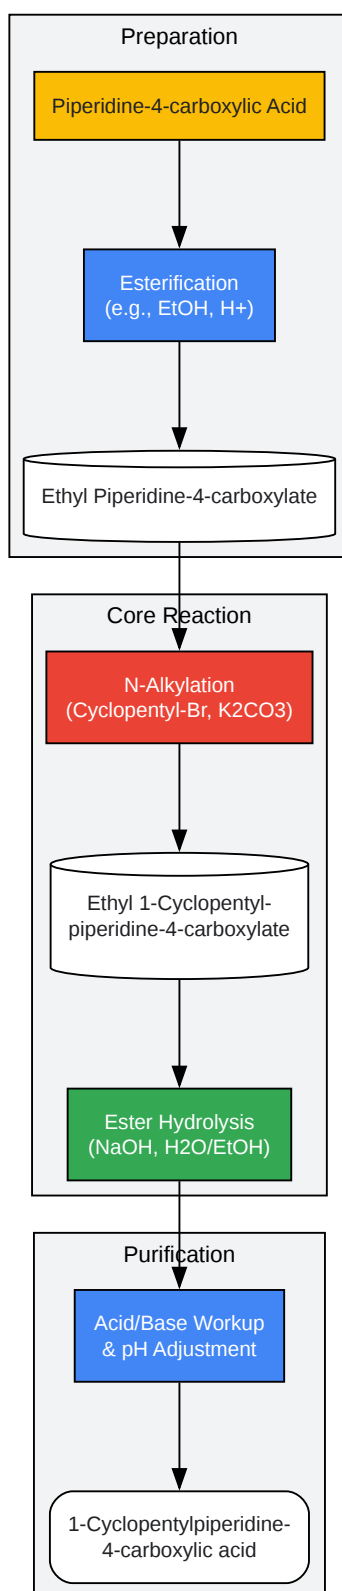 Preparation
Piperidine-4-carboxylic Acid
Esterification
(e.g., EtOH, H+)
Ethyl Piperidine-4-carboxylate
Core Reaction
N-Alkylation
(Cyclopentyl-Br, K2CO3)
Ethyl 1-Cyclopentyl-
piperidine-4-carboxylate
Ester Hydrolysis
(NaOH, H2O/EtOH)
Purification
Acid/Base Workup
& pH Adjustment
1-Cyclopentylpiperidine-
4-carboxylic acid